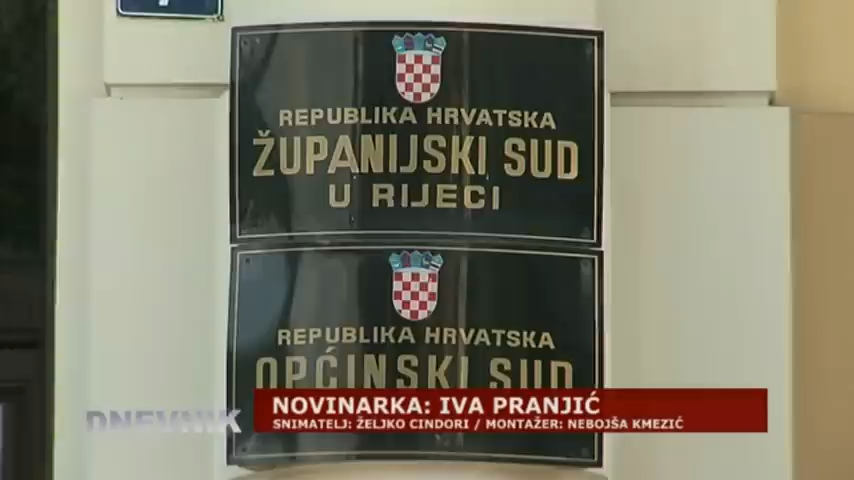 REPUBLIKA HRVATSKA
ŽUPANIJSKI SUD
U RIJECI
REPUBLIKA HRVATSKA
OPĆINSKI SUD
DNEVNIK
NOVINARKA: IVA PRANJIĆ
SNIMATELJ: ŽELJKO CINDORI / MONTAŽER: NEBOJŠA KMEZIĆ